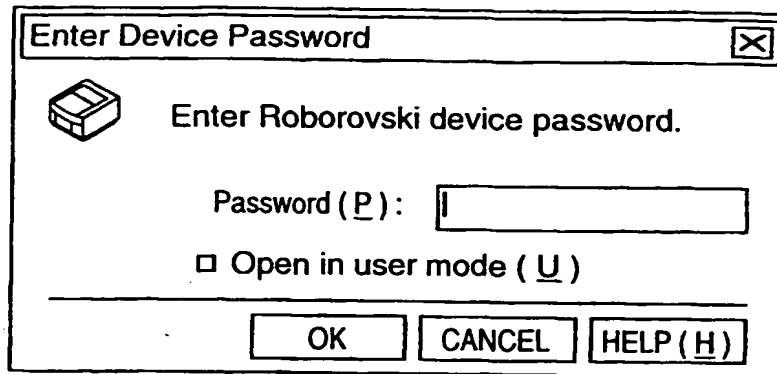 Enter Device Password
Enter Roborovski device password.
Password ( P ) :
Open in user mode ( U )
OK CANCEL HELP ( H )